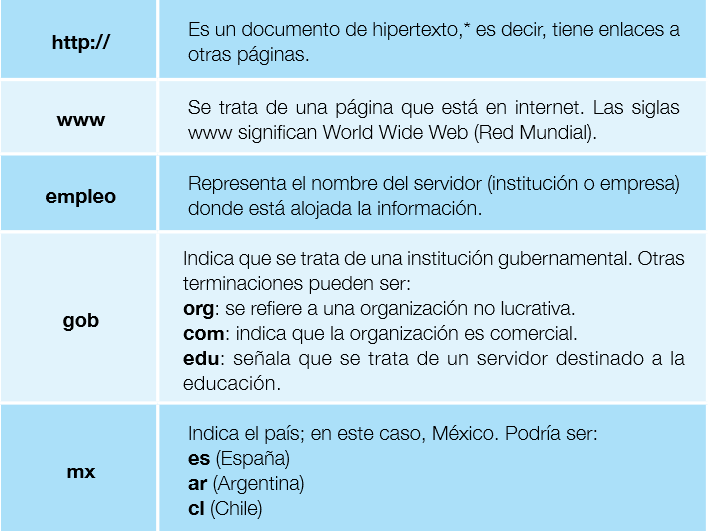 http://
Es un documento de hipertexto,* es decir, tiene enlaces a
otras páginas.
www
Se trata de una página que está en internet. Las siglas
www significan World Wide Web (Red Mundial).
empleo
Representa el nombre del servidor (institución o empresa)
donde está alojada la información.
gob
Indica que se trata de una institución gubernamental. Otras
terminaciones pueden ser:
org: se refiere a una organización no lucrativa.
com: indica que la organización es comercial.
edu: señala que se trata de un servidor destinado a la
educación.
mx
Indica el país; en este caso, México. Podría ser:
es (España)
ar (Argentina)
cl (Chile)